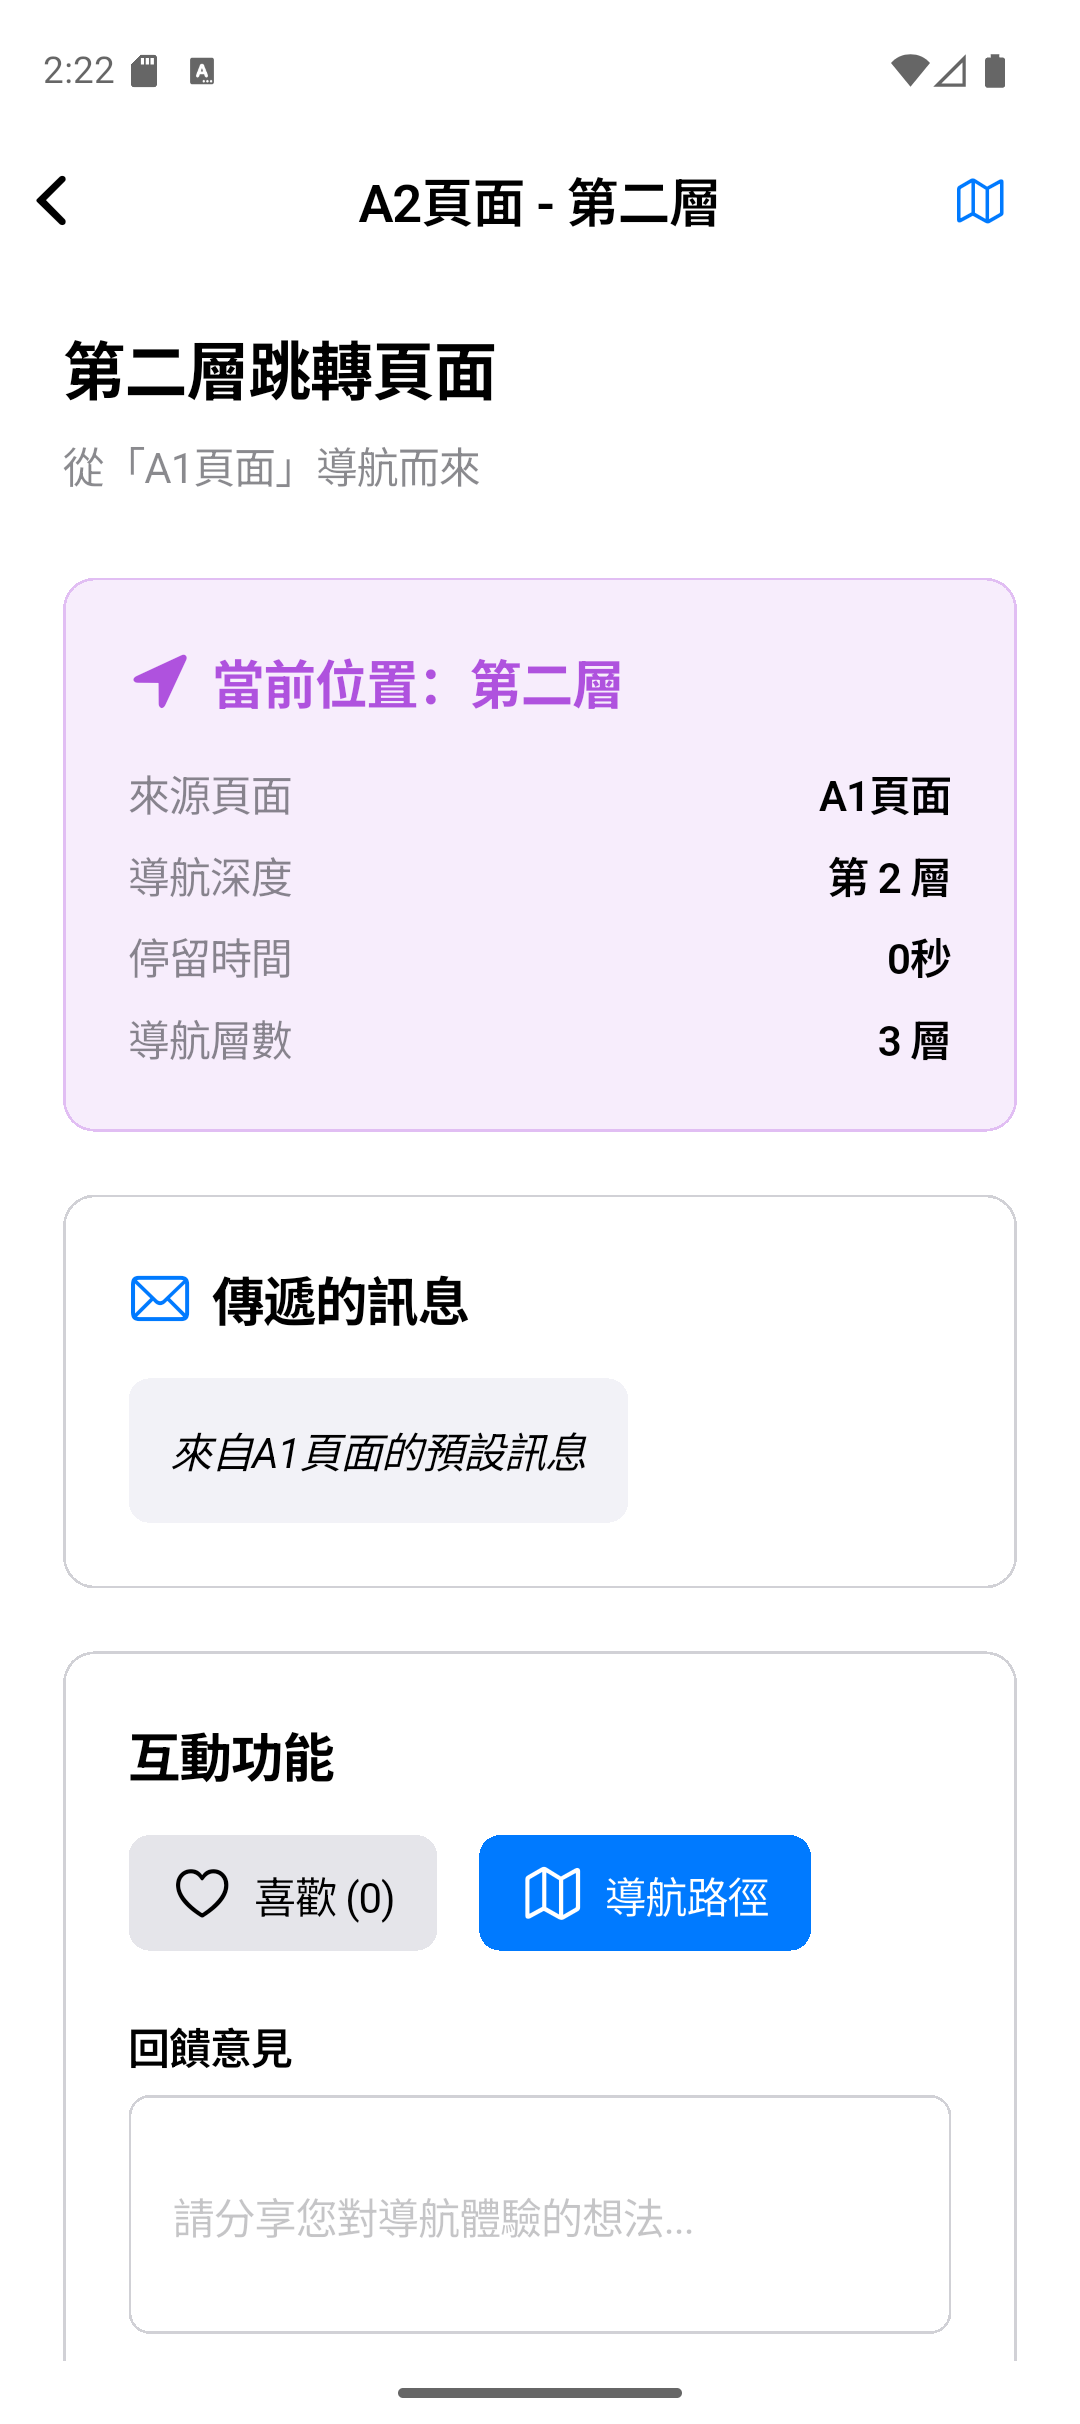 2:22
A2頁面 - 第二層
第二層跳轉頁面
從「A1頁面」導航而來
當前位置：第二層
來源頁面 A1頁面
導航深度 第 2 層
停留時間 0秒
導航層數 3 層
傳遞的訊息
來自A1頁面的預設訊息
互動功能
喜歡 (0) 導航路徑
回饋意見
請分享您對導航體驗的想法...